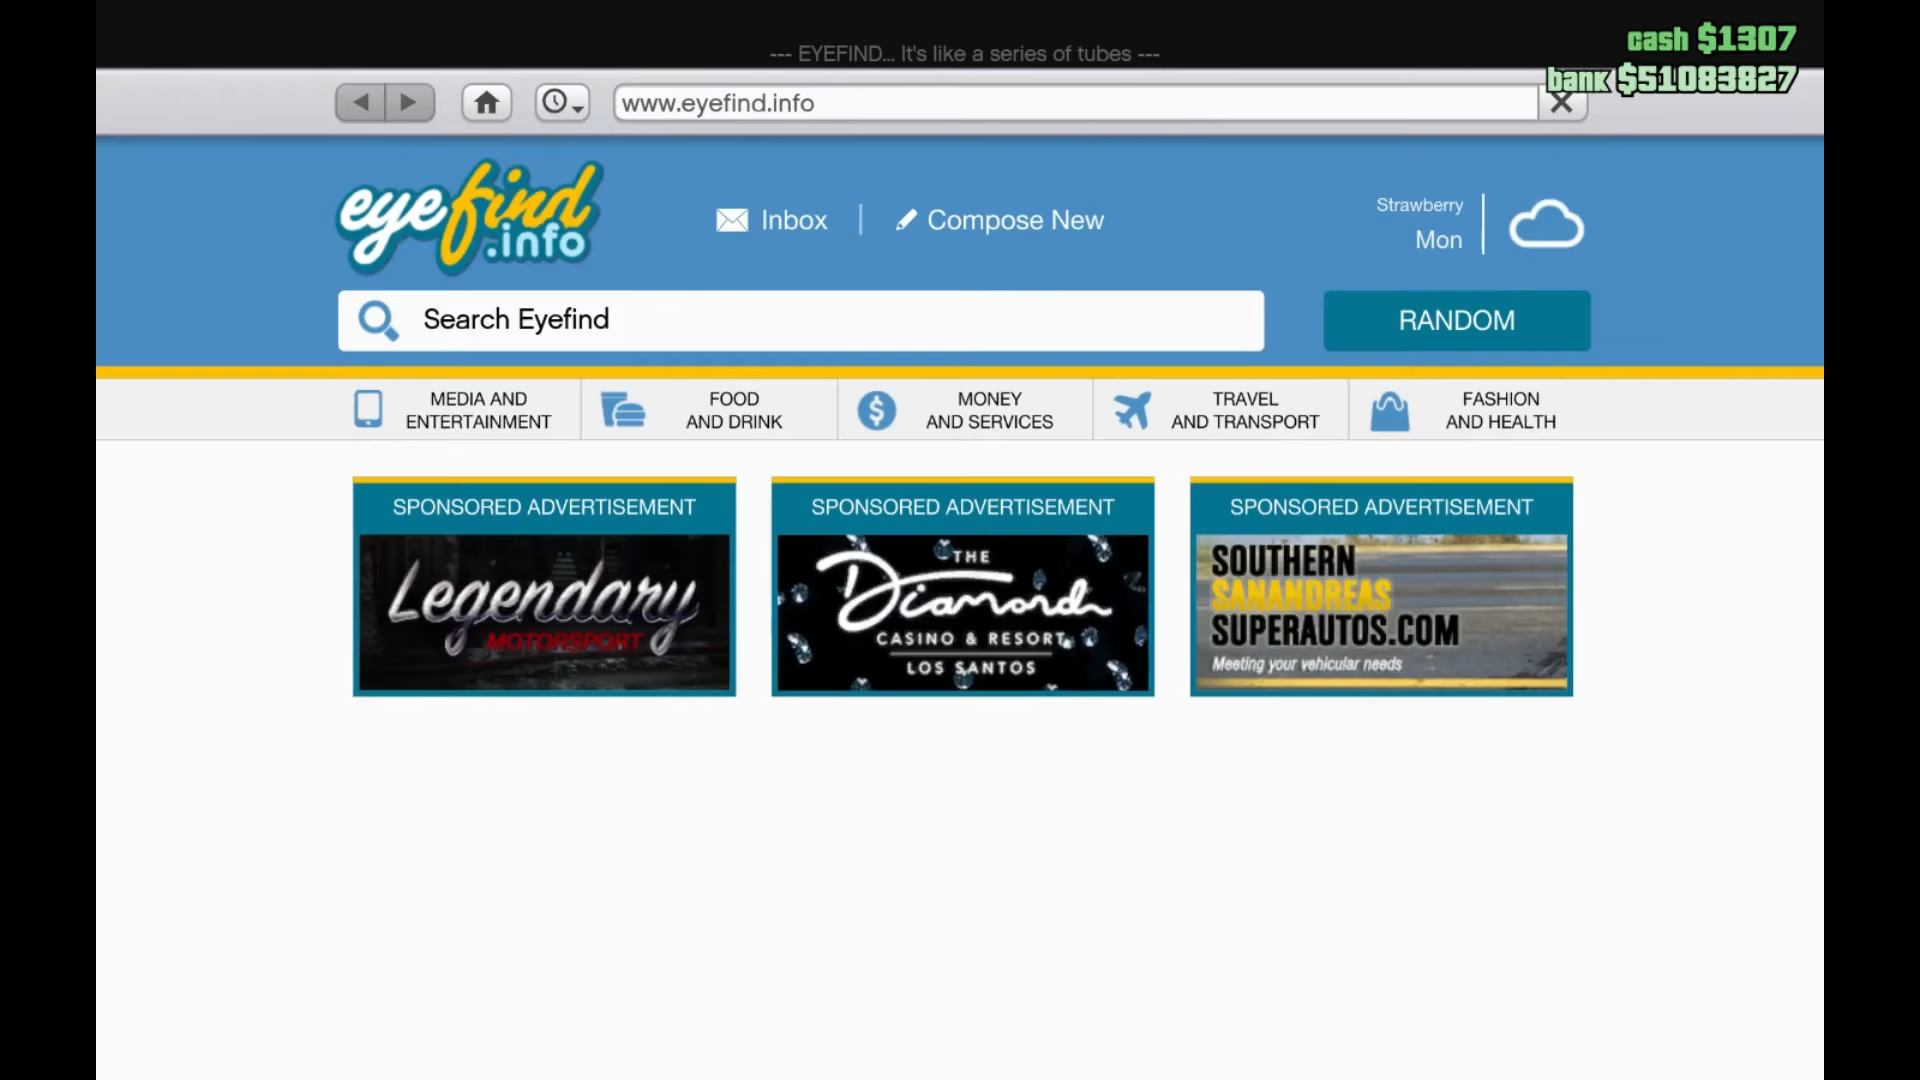 cash $1307
--- EYEFIND... It's like a series of tubes ---
bank $51083827
www.eyefind.info
eyefind
.info
Inbox
Compose New
Strawberry
Mon
Search Eyefind
RANDOM
MEDIA AND
ENTERTAINMENT
FOOD
AND DRINK
MONEY
AND SERVICES
TRAVEL
AND TRANSPORT
FASHION
AND HEALTH
SPONSORED ADVERTISEMENT
Legendary
MOTORSPORT
SPONSORED ADVERTISEMENT
THE
Diamond
CASINO & RESORT
LOS SANTOS
SPONSORED ADVERTISEMENT
SOUTHERN
SANANDREAS
SUPERAUTOS.COM
Meeting your vehicular needs